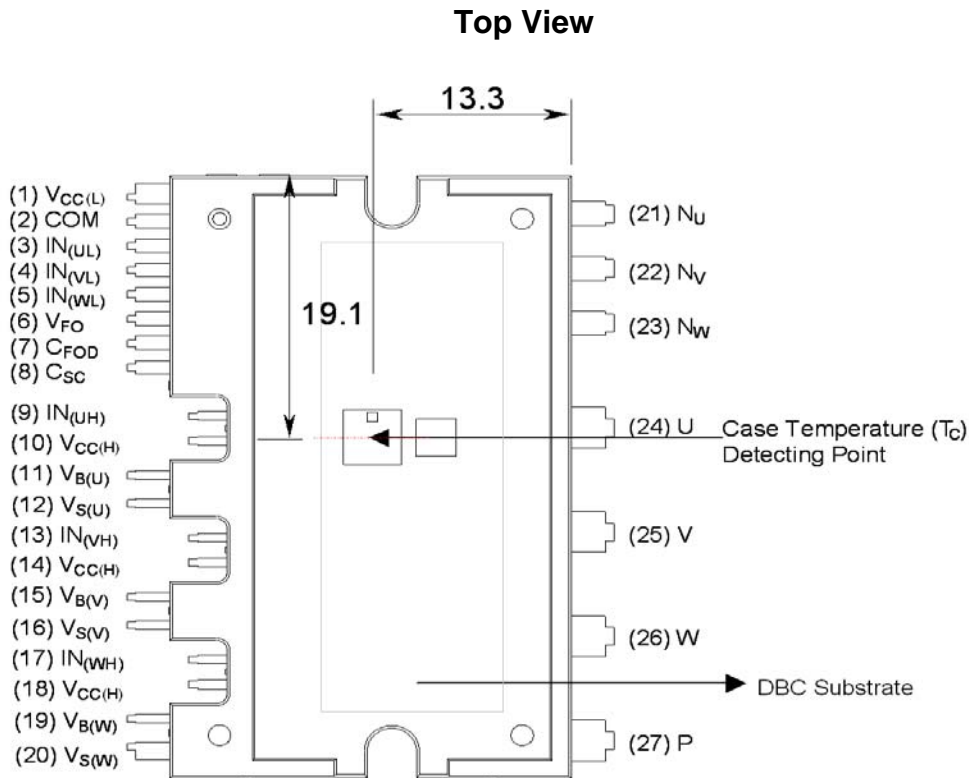 Top View
13.3
19.1
(1) VCC(L)
(2) COM
(3) IN(UL)
(4) IN(VL)
(5) IN(WL)
(6) VFO
(7) CFOD
(8) CSC
(9) IN(UH)
(10) VCC(H)
(11) VB(U)
(12) VS(U)
(13) IN(VH)
(14) VCC(H)
(15) VB(V)
(16) VS(V)
(17) IN(WH)
(18) VCC(H)
(19) VB(W)
(20) VS(W)
(21) NU
(22) NV
(23) NW
(24) U
(25) V
(26) W
(27) P
Case Temperature (TC)
Detecting Point
DBC Substrate